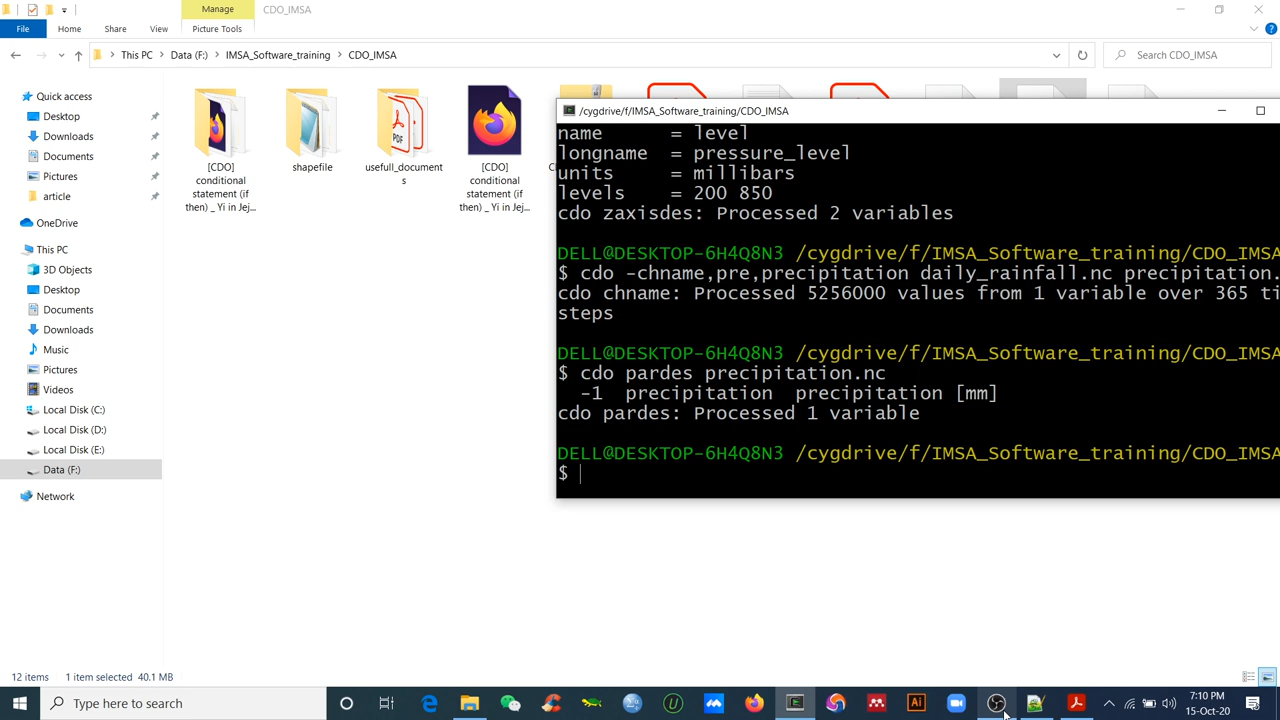 Manage
CDO_IMSA
File
Home
Share
View
Picture Tools
This PC
Data (F:)
IMSA_Software_training
CDO_IMSA
Search CDO_IMSA
Quick access
Desktop
Downloads
Documents
Pictures
article
OneDrive
This PC
3D Objects
Desktop
Documents
Downloads
Music
Pictures
Videos
Local Disk (C:)
Local Disk (D:)
Local Disk (E:)
Data (F:)
Network
[CDO]
conditional
statement (if
then) _ Yi in Jej...
shapefile
PDF
usefull_document
s
[CDO]
conditional
statement (if
then) _ Yi in Jej...
/cygdrive/f/IMSA_Software_training/CDO_IMSA
name = level
longname = pressure_level
units = millibars
levels = 200 850
cdo zaxisdes: Processed 2 variables
DELL@DESKTOP-6H4Q8N3 /cygdrive/f/IMSA_Software_training/CDO_IMSA
$ cdo -chname,pre,precipitation daily_rainfall.nc precipitation.
cdo chname: Processed 5256000 values from 1 variable over 365 ti
steps
DELL@DESKTOP-6H4Q8N3 /cygdrive/f/IMSA_Software_training/CDO_IMSA
$ cdo pardes precipitation.nc
-1 precipitation precipitation [mm]
cdo pardes: Processed 1 variable
DELL@DESKTOP-6H4Q8N3 /cygdrive/f/IMSA_Software_training/CDO_IMSA
$
12 items
1 item selected 40.1 MB
Type here to search
Ai
7:10 PM
15-Oct-20